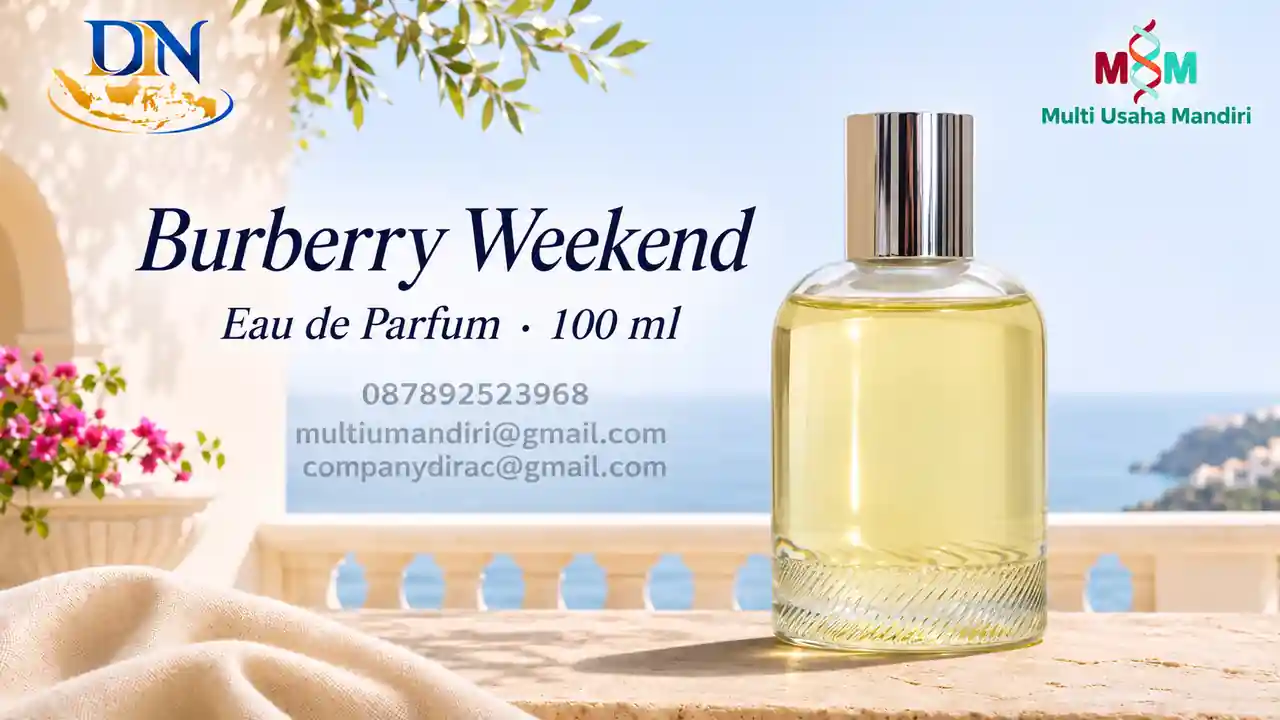 DN
MSM
Multi Usaha Mandiri
Burberry Weekend
Eau de Parfum · 100 ml
087892523968
multiumandiri@gmail.com
companydirac@gmail.com